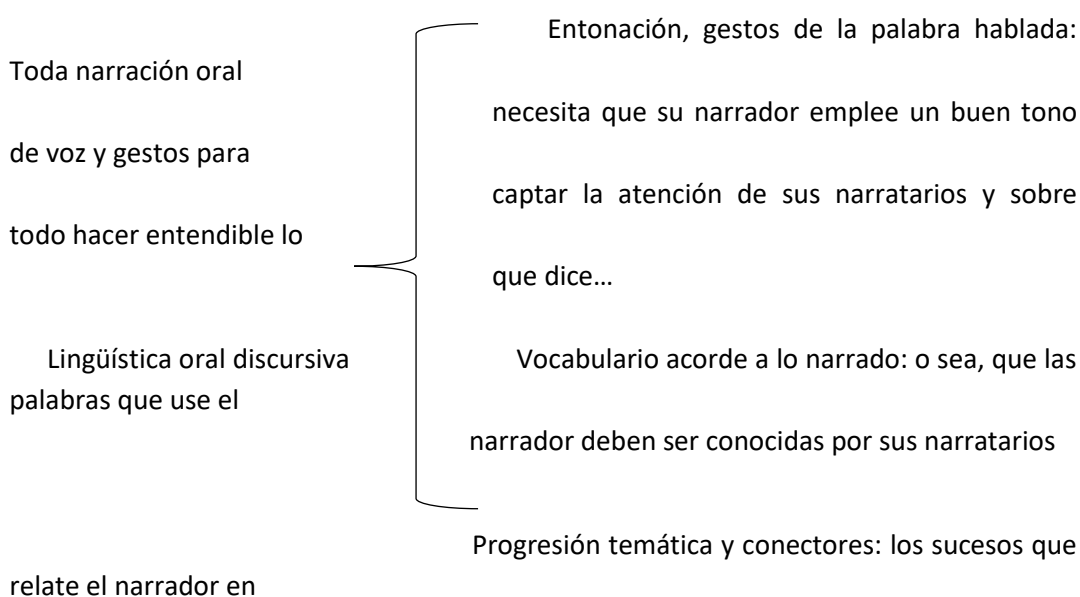 Entonación, gestos de la palabra hablada:
Toda narración oral
necesita que su narrador emplee un buen tono
de voz y gestos para
captar la atención de sus narratarios y sobre
todo hacer entendible lo
que dice…
Lingüística oral discursiva Vocabulario acorde a lo narrado: o sea, que las
palabras que use el
narrador deben ser conocidas por sus narratarios
Progresión temática y conectores: los sucesos que
relate el narrador en